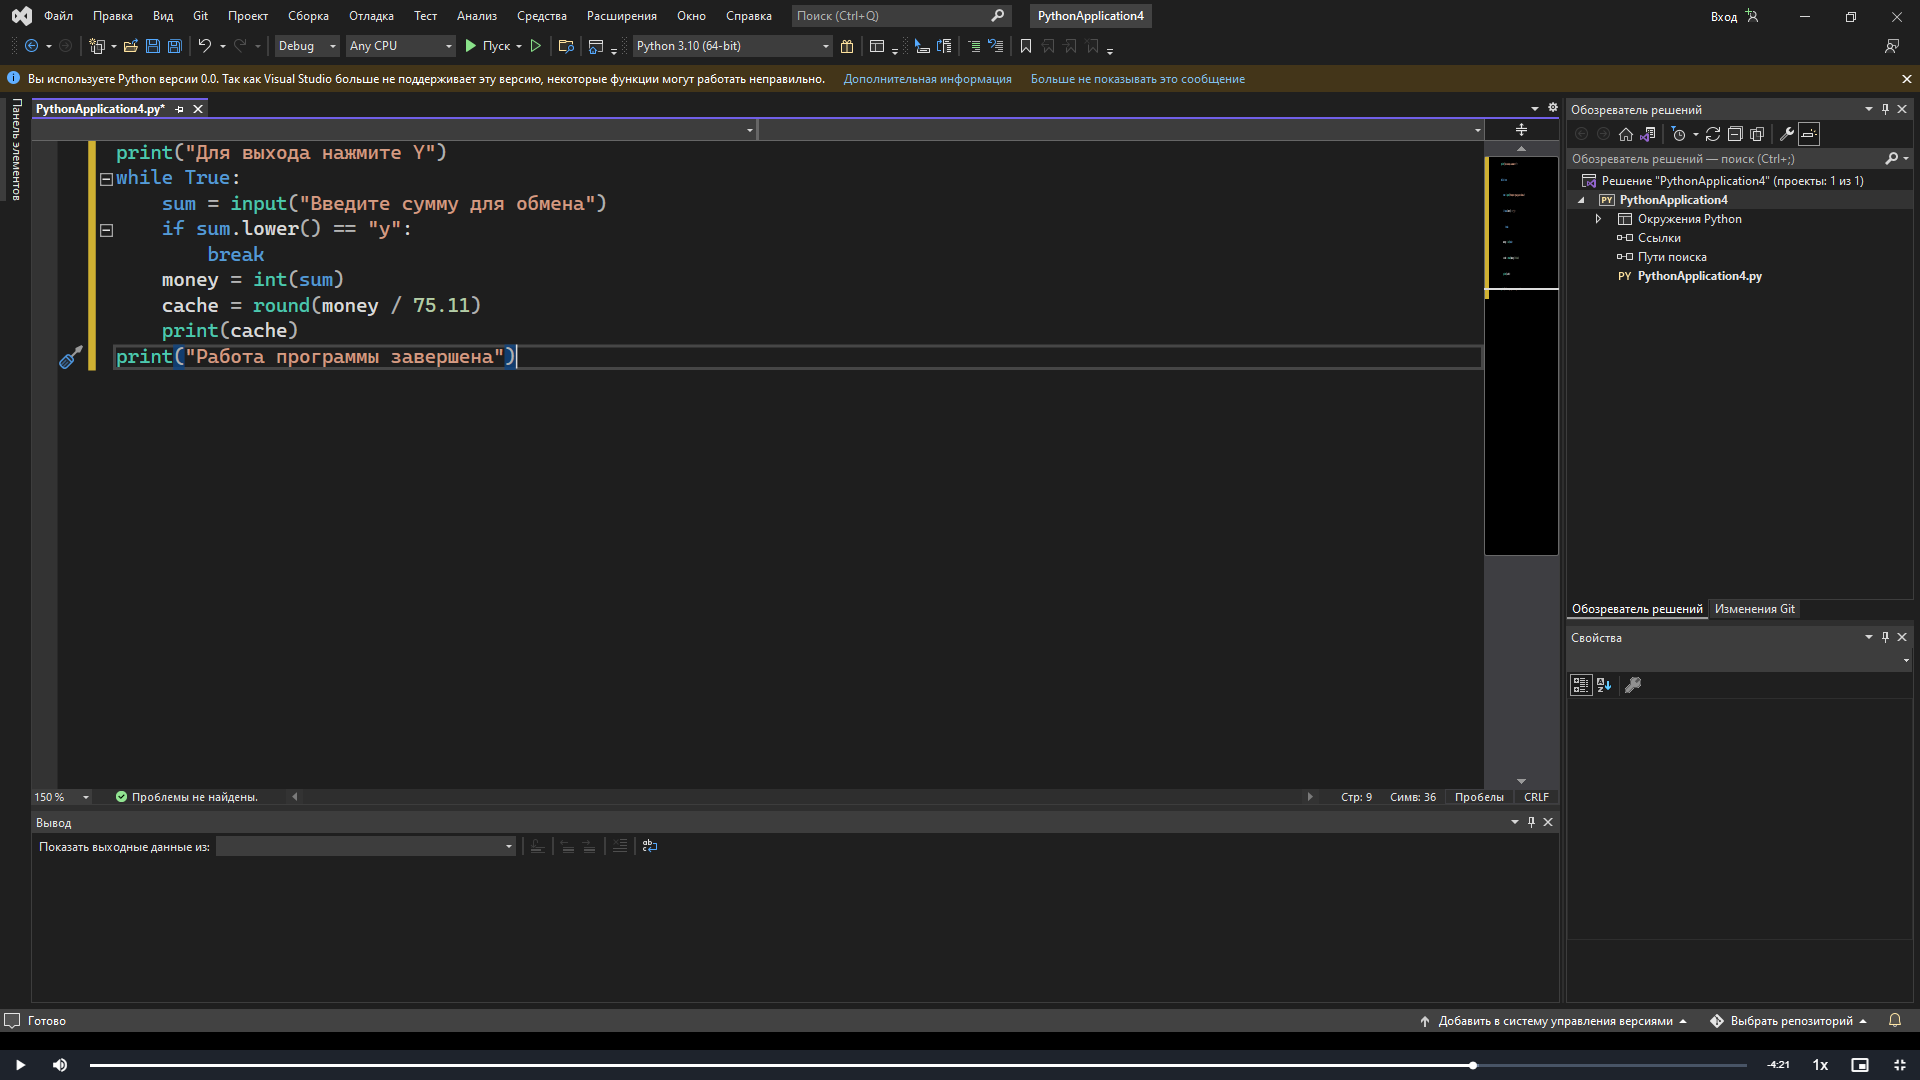 Файл Правка Вид Git Проект Сборка Отладка Тест Анализ Средства Расширения Окно Справка Поиск (Ctrl+Q) PythonApplication4 Вход
Debug Any CPU Пуск Python 3.10 (64-bit)
Вы используете Python версии 0.0. Так как Visual Studio больше не поддерживает эту версию, некоторые функции могут работать неправильно. Дополнительная информация Больше не показывать это сообщение
Панель элементов
PythonApplication4.py*
print("Для выхода нажмите Y")
while True:
sum = input("Введите сумму для обмена")
if sum.lower() == "y":
break
money = int(sum)
cache = round(money / 75.11)
print(cache)
print("Работа программы завершена")
150 % Проблемы не найдены. Стр: 9 Симв: 36 Пробелы CRLF
Вывод
Показать выходные данные из:
Обозреватель решений
Обозреватель решений — поиск (Ctrl+;)
Решение "PythonApplication4" (проекты: 1 из 1)
PY PythonApplication4
Окружения Python
Ссылки
Пути поиска
PY PythonApplication4.py
Обозреватель решений Изменения Git
Свойства
Готово Добавить в систему управления версиями Выбрать репозиторий
-4:21 1x